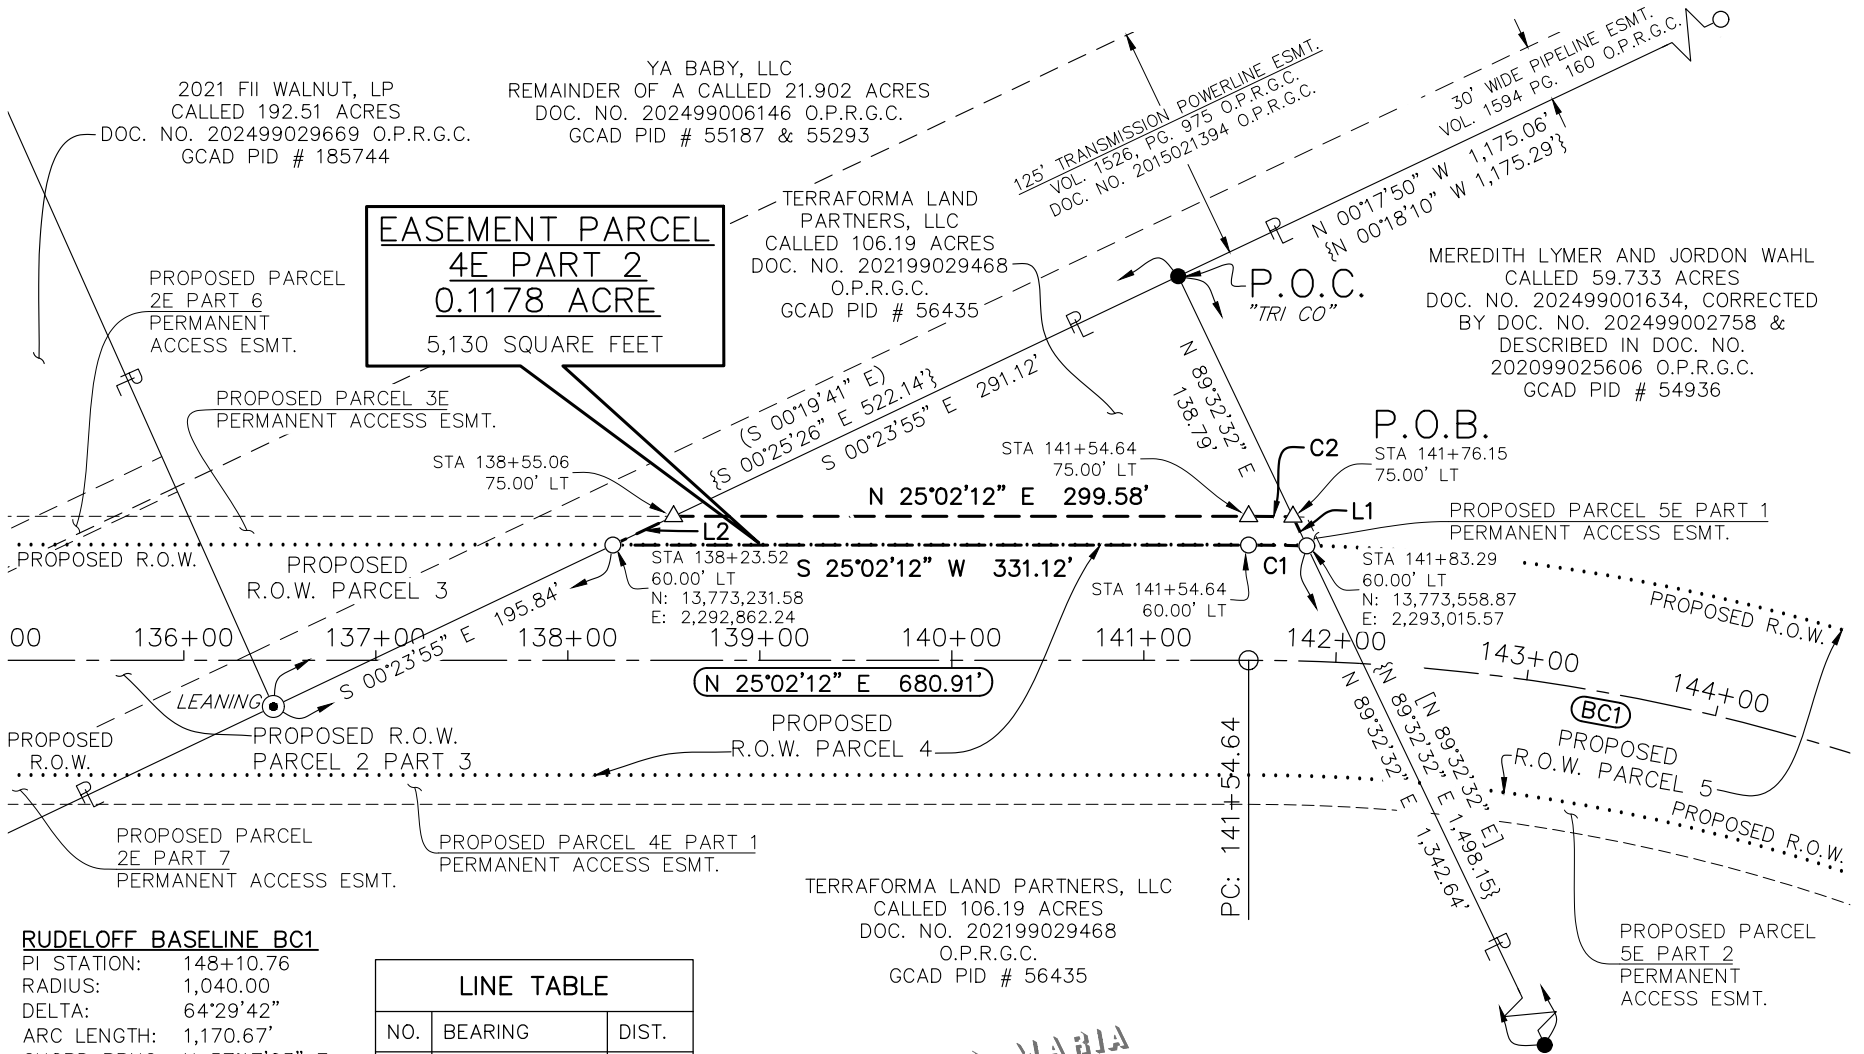 2021 FII WALNUT, LP
CALLED 192.51 ACRES
DOC. NO. 202499029669 O.P.R.G.C.
GCAD PID # 185744
YA BABY, LLC
REMAINDER OF A CALLED 21.902 ACRES
DOC. NO. 202499006146 O.P.R.G.C.
GCAD PID # 55187 & 55293
125' TRANSMISSION POWERLINE ESMT.
VOL. 1526, PG. 975 O.P.R.G.C.
DOC. NO. 2015021394 O.P.R.G.C.
30' WIDE PIPELINE ESMT.
VOL. 1594 PG. 160 O.P.R.G.C.
N 00°17'50" W 1,175.06'
{N 00°18'10" W 1,175.29'}
EASEMENT PARCEL
4E PART 2
0.1178 ACRE
5,130 SQUARE FEET
TERRAFORMA LAND
PARTNERS, LLC
CALLED 106.19 ACRES
DOC. NO. 202199029468
O.P.R.G.C.
GCAD PID # 56435
P.O.C.
"TRI CO"
MEREDITH LYMER AND JORDON WAHL
CALLED 59.733 ACRES
DOC. NO. 202499001634, CORRECTED
BY DOC. NO. 202499002758 &
DESCRIBED IN DOC. NO.
202099025606 O.P.R.G.C.
GCAD PID # 54936
PROPOSED PARCEL
2E PART 6
PERMANENT
ACCESS ESMT.
PROPOSED PARCEL 3E
PERMANENT ACCESS ESMT.
(S 00°19'41" E)
{S 00°25'26" E 522.14'}
S 00°23'55" E 291.12'
N 89°32'32" E
138.79'
P.O.B.
STA 141+76.15
75.00' LT
STA 138+55.06
75.00' LT
STA 141+54.64
75.00' LT
C2
N 25°02'12" E 299.58'
L1
PROPOSED PARCEL 5E PART 1
PERMANENT ACCESS ESMT.
L2
PROPOSED R.O.W.
PROPOSED
R.O.W. PARCEL 3
STA 138+23.52
60.00' LT
N: 13,773,231.58
E: 2,292,862.24
S 25°02'12" W 331.12'
C1
STA 141+54.64
60.00' LT
STA 141+83.29
60.00' LT
N: 13,773,558.87
E: 2,293,015.57
PROPOSED R.O.W.
S 00°23'55" E 195.84'
00
136+00
137+00
138+00
139+00
140+00
141+00
142+00
143+00
144+00
N 25°02'12" E 680.91'
LEANING
BC1
PROPOSED
R.O.W.
PROPOSED R.O.W.
PARCEL 2 PART 3
PROPOSED
R.O.W. PARCEL 4
PC: 141+54.64
[N 89°32'32" E]
{N 89°32'32" E 1,498.15'}
N 89°32'32" E 1,342.64'
PROPOSED
R.O.W. PARCEL 5
PROPOSED R.O.W.
PROPOSED PARCEL
2E PART 7
PERMANENT ACCESS ESMT.
PROPOSED PARCEL 4E PART 1
PERMANENT ACCESS ESMT.
TERRAFORMA LAND PARTNERS, LLC
CALLED 106.19 ACRES
DOC. NO. 202199029468
O.P.R.G.C.
GCAD PID # 56435
PROPOSED PARCEL
5E PART 2
PERMANENT
ACCESS ESMT.
RUDELOFF BASELINE BC1
PI STATION: 148+10.76
RADIUS: 1,040.00
DELTA: 64°29'42"
ARC LENGTH: 1,170.67'
LINE TABLE
NO. BEARING DIST.
MARIA